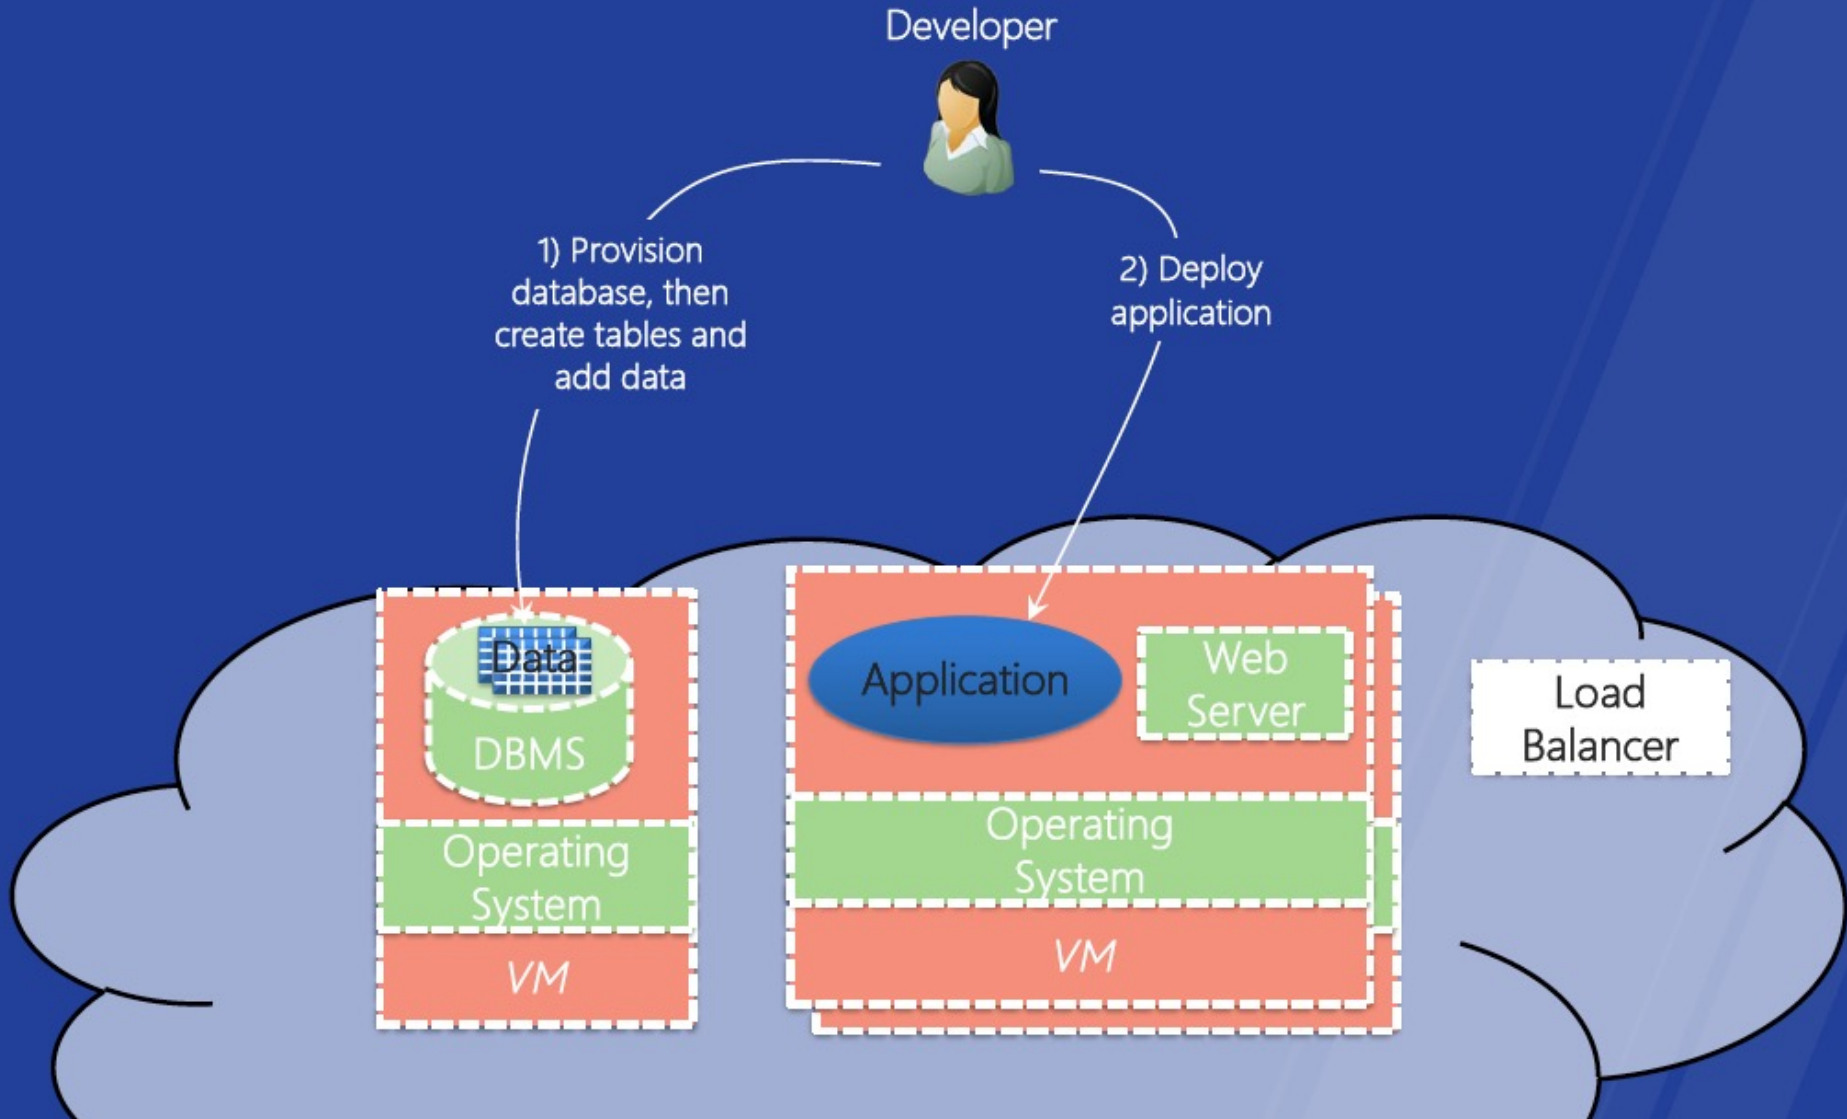 Developer
1) Provision
database, then
create tables and
add data
2) Deploy
application
Data
DBMS
Operating
System
VM
Application
Web
Server
Operating
System
VM
Load
Balancer